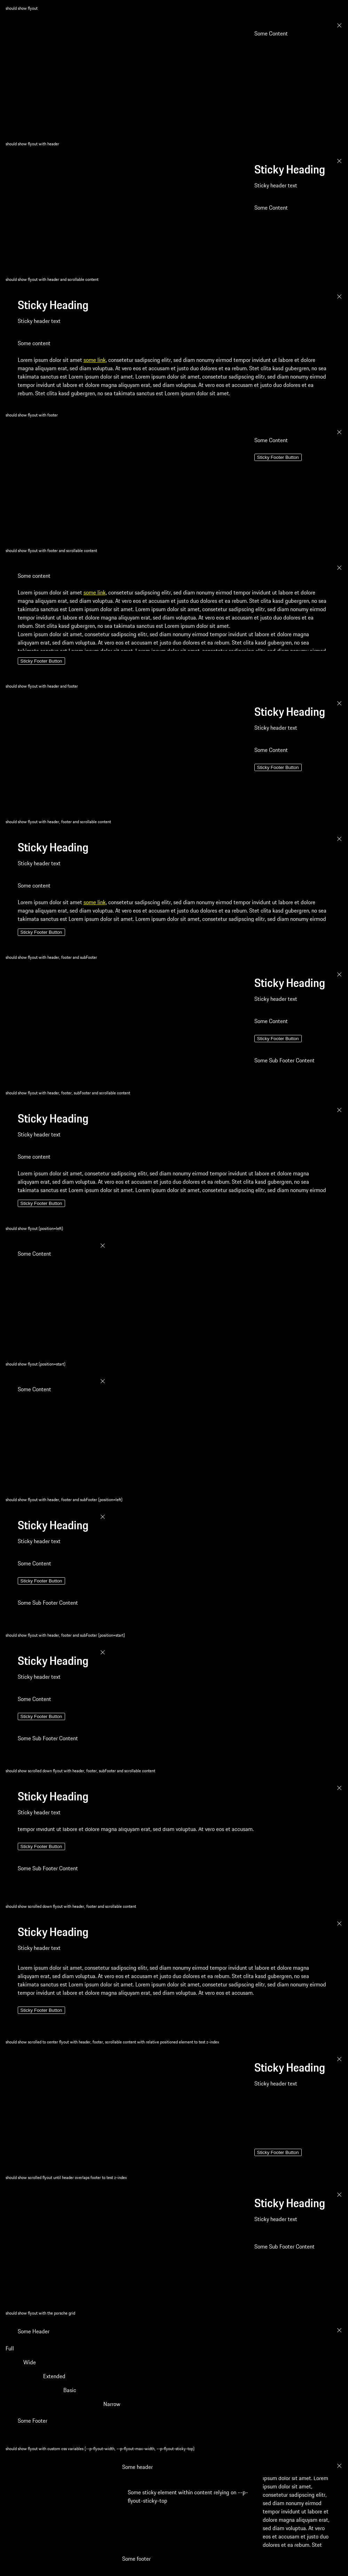 should show flyout
Some Content
should show flyout with header
Sticky Heading
Sticky header text
Some Content
should show flyout with header and scrollable content
Sticky Heading
Sticky header text
Some content
Lorem ipsum dolor sit amet some link, consetetur sadipscing elitr, sed diam nonumy eirmod tempor invidunt ut labore et dolore
magna aliquyam erat, sed diam voluptua. At vero eos et accusam et justo duo dolores et ea rebum. Stet clita kasd gubergren, no sea
takimata sanctus est Lorem ipsum dolor sit amet. Lorem ipsum dolor sit amet, consetetur sadipscing elitr, sed diam nonumy eirmod
tempor invidunt ut labore et dolore magna aliquyam erat, sed diam voluptua. At vero eos et accusam et justo duo dolores et ea
rebum. Stet clita kasd gubergren, no sea takimata sanctus est Lorem ipsum dolor sit amet.
should show flyout with footer
Some Content
Sticky Footer Button
should show flyout with footer and scrollable content
Some content
Lorem ipsum dolor sit amet some link, consetetur sadipscing elitr, sed diam nonumy eirmod tempor invidunt ut labore et dolore
magna aliquyam erat, sed diam voluptua. At vero eos et accusam et justo duo dolores et ea rebum. Stet clita kasd gubergren, no sea
takimata sanctus est Lorem ipsum dolor sit amet. Lorem ipsum dolor sit amet, consetetur sadipscing elitr, sed diam nonumy eirmod
tempor invidunt ut labore et dolore magna aliquyam erat, sed diam voluptua. At vero eos et accusam et justo duo dolores et ea
rebum. Stet clita kasd gubergren, no sea takimata sanctus est Lorem ipsum dolor sit amet.
Lorem ipsum dolor sit amet, consetetur sadipscing elitr, sed diam nonumy eirmod tempor invidunt ut labore et dolore magna
aliquyam erat, sed diam voluptua. At vero eos et accusam et justo duo dolores et ea rebum. Stet clita kasd gubergren, no sea
takimata sanctus est Lorem ipsum dolor sit amet. Lorem ipsum dolor sit amet, consetetur sadipscing elitr, sed diam nonumy eirmod
Sticky Footer Button
should show flyout with header and footer
Sticky Heading
Sticky header text
Some Content
Sticky Footer Button
should show flyout with header, footer and scrollable content
Sticky Heading
Sticky header text
Some content
Lorem ipsum dolor sit amet some link, consetetur sadipscing elitr, sed diam nonumy eirmod tempor invidunt ut labore et dolore
magna aliquyam erat, sed diam voluptua. At vero eos et accusam et justo duo dolores et ea rebum. Stet clita kasd gubergren, no sea
takimata sanctus est Lorem ipsum dolor sit amet. Lorem ipsum dolor sit amet, consetetur sadipscing elitr, sed diam nonumy eirmod
Sticky Footer Button
should show flyout with header, footer and subFooter
Sticky Heading
Sticky header text
Some Content
Sticky Footer Button
Some Sub Footer Content
should show flyout with header, footer, subFooter and scrollable content
Sticky Heading
Sticky header text
Some content
Lorem ipsum dolor sit amet, consetetur sadipscing elitr, sed diam nonumy eirmod tempor invidunt ut labore et dolore magna
aliquyam erat, sed diam voluptua. At vero eos et accusam et justo duo dolores et ea rebum. Stet clita kasd gubergren, no sea
takimata sanctus est Lorem ipsum dolor sit amet. Lorem ipsum dolor sit amet, consetetur sadipscing elitr, sed diam nonumy eirmod
Sticky Footer Button
should show flyout [position=left]
Some Content
should show flyout [position=start]
Some Content
should show flyout with header, footer and subFooter [position=left]
Sticky Heading
Sticky header text
Some Content
Sticky Footer Button
Some Sub Footer Content
should show flyout with header, footer and subFooter [position=start]
Sticky Heading
Sticky header text
Some Content
Sticky Footer Button
Some Sub Footer Content
should show scrolled down flyout with header, footer, subFooter and scrollable content
Sticky Heading
Sticky header text
tempor invidunt ut labore et dolore magna aliquyam erat, sed diam voluptua. At vero eos et accusam.
Sticky Footer Button
Some Sub Footer Content
should show scrolled down flyout with header, footer and scrollable content
Sticky Heading
Sticky header text
Lorem ipsum dolor sit amet, consetetur sadipscing elitr, sed diam nonumy eirmod tempor invidunt ut labore et dolore magna
aliquyam erat, sed diam voluptua. At vero eos et accusam et justo duo dolores et ea rebum. Stet clita kasd gubergren, no sea
takimata sanctus est Lorem ipsum dolor sit amet. Lorem ipsum dolor sit amet, consetetur sadipscing elitr, sed diam nonumy eirmod
tempor invidunt ut labore et dolore magna aliquyam erat, sed diam voluptua. At vero eos et accusam.
Sticky Footer Button
should show scrolled to center flyout with header, footer, scrollable content with relative positioned element to test z-index
Sticky Heading
Sticky header text
Sticky Footer Button
should show scrolled flyout until header overlaps footer to test z-index
Sticky Heading
Sticky header text
Some Sub Footer Content
should show flyout with the porsche grid
Some Header
Full
Wide
Extended
Basic
Narrow
Some Footer
should show flyout with custom css variables [--p-flyout-width, --p-flyout-max-width, --p-flyout-sticky-top]
Some header
Some sticky element within content relying on --p-
flyout-sticky-top
ipsum dolor sit amet. Lorem
ipsum dolor sit amet,
consetetur sadipscing elitr,
sed diam nonumy eirmod
tempor invidunt ut labore et
dolore magna aliquyam erat,
sed diam voluptua. At vero
eos et accusam et justo duo
dolores et ea rebum. Stet
Some footer